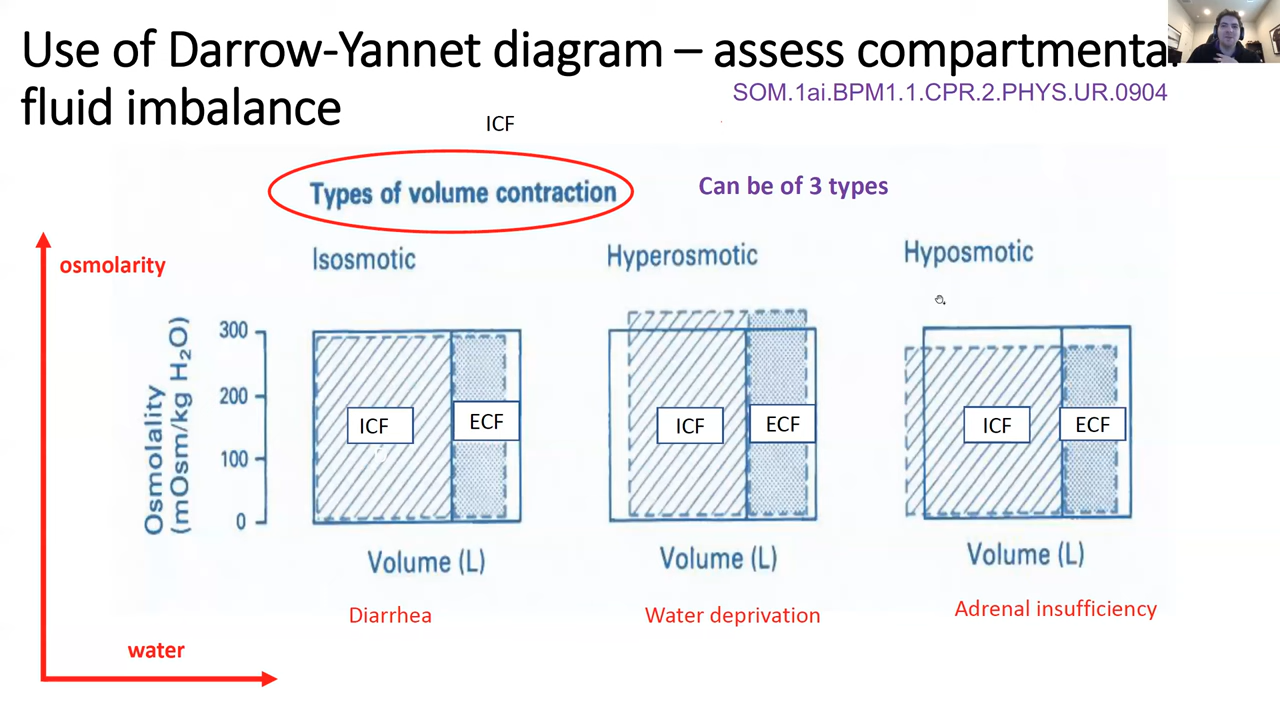 Use of Darrow-Yannet diagram – assess compartmental
fluid imbalance
SOM.1ai.BPM1.1.CPR.2.PHYS.UR.0904
ICF
Types of volume contraction
Can be of 3 types
osmolarity
Isosmotic
Hyperosmotic
Hyposmotic
Osmolality
(mOsm/kg H₂O)
300
200
100
0
ICF
ECF
ICF
ECF
ICF
ECF
Volume (L)
Volume (L)
Volume (L)
Diarrhea
Water deprivation
Adrenal insufficiency
water